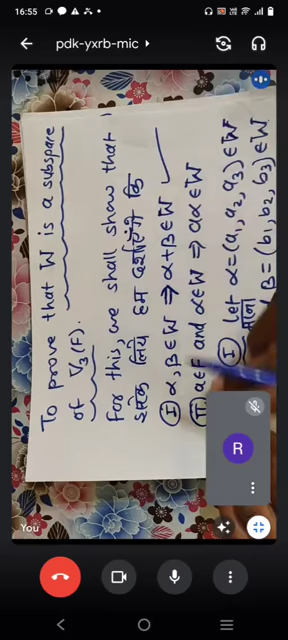 16:55
pdk-yxrb-mic
To prove that W is a subspace
of V₃(F).
For this, we shall show that
इसके लिये हम दर्शाएंगे कि
Ⓘ α, β ∈ W ⇒ α+β ∈ W
Ⓘⓘ a ∈ F and α ∈ W ⇒ aα ∈ W
Ⓘ let α = (a₁, a₂, a₃) ∈ W
माना
β = (b₁, b₂, b₃) ∈ W
R
You